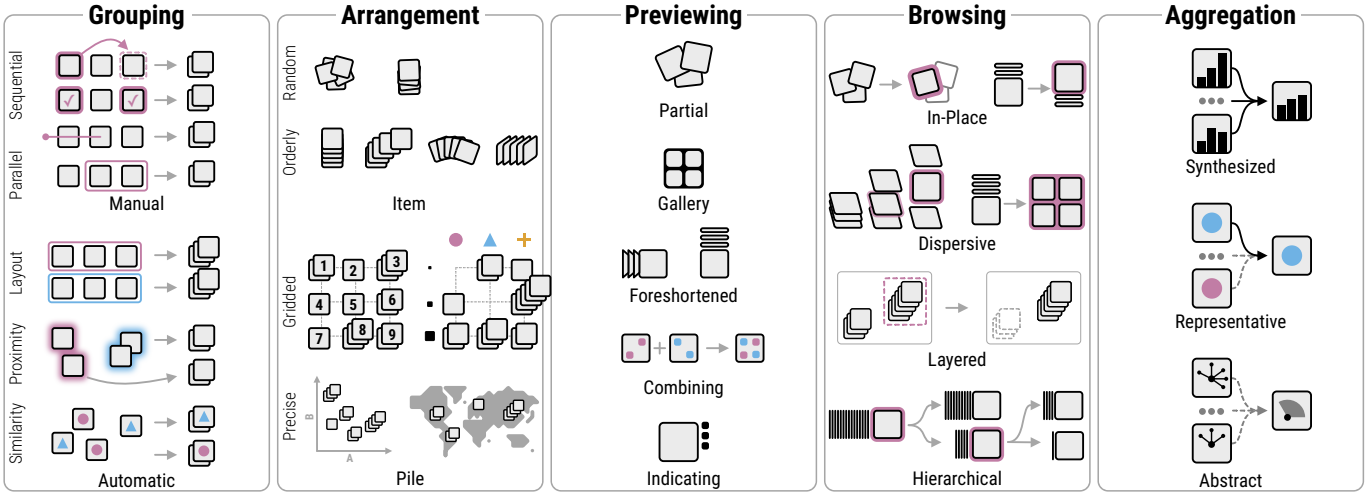 Grouping
Sequential
Parallel
Manual
Layout
Proximity
Similarity
Automatic
Arrangement
Random
Orderly
Item
Gridded
1 2 3
4 5 6
7 8 9
Precise
B
A
Pile
Previewing
Partial
Gallery
Foreshortened
Combining
Indicating
Browsing
In-Place
Dispersive
Layered
Hierarchical
Aggregation
Synthesized
Representative
Abstract